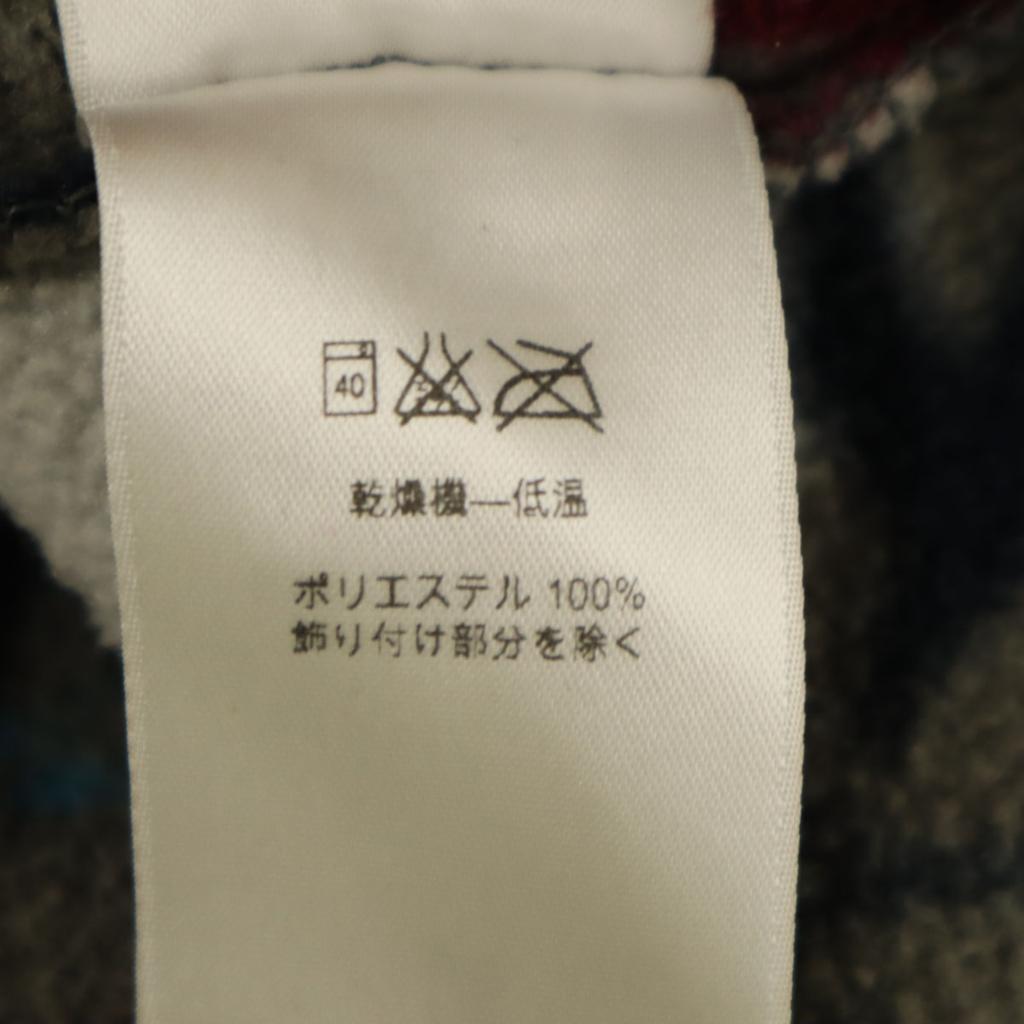 40
乾燥機—低温
ポリエステル 100%
飾り付け部分を除く